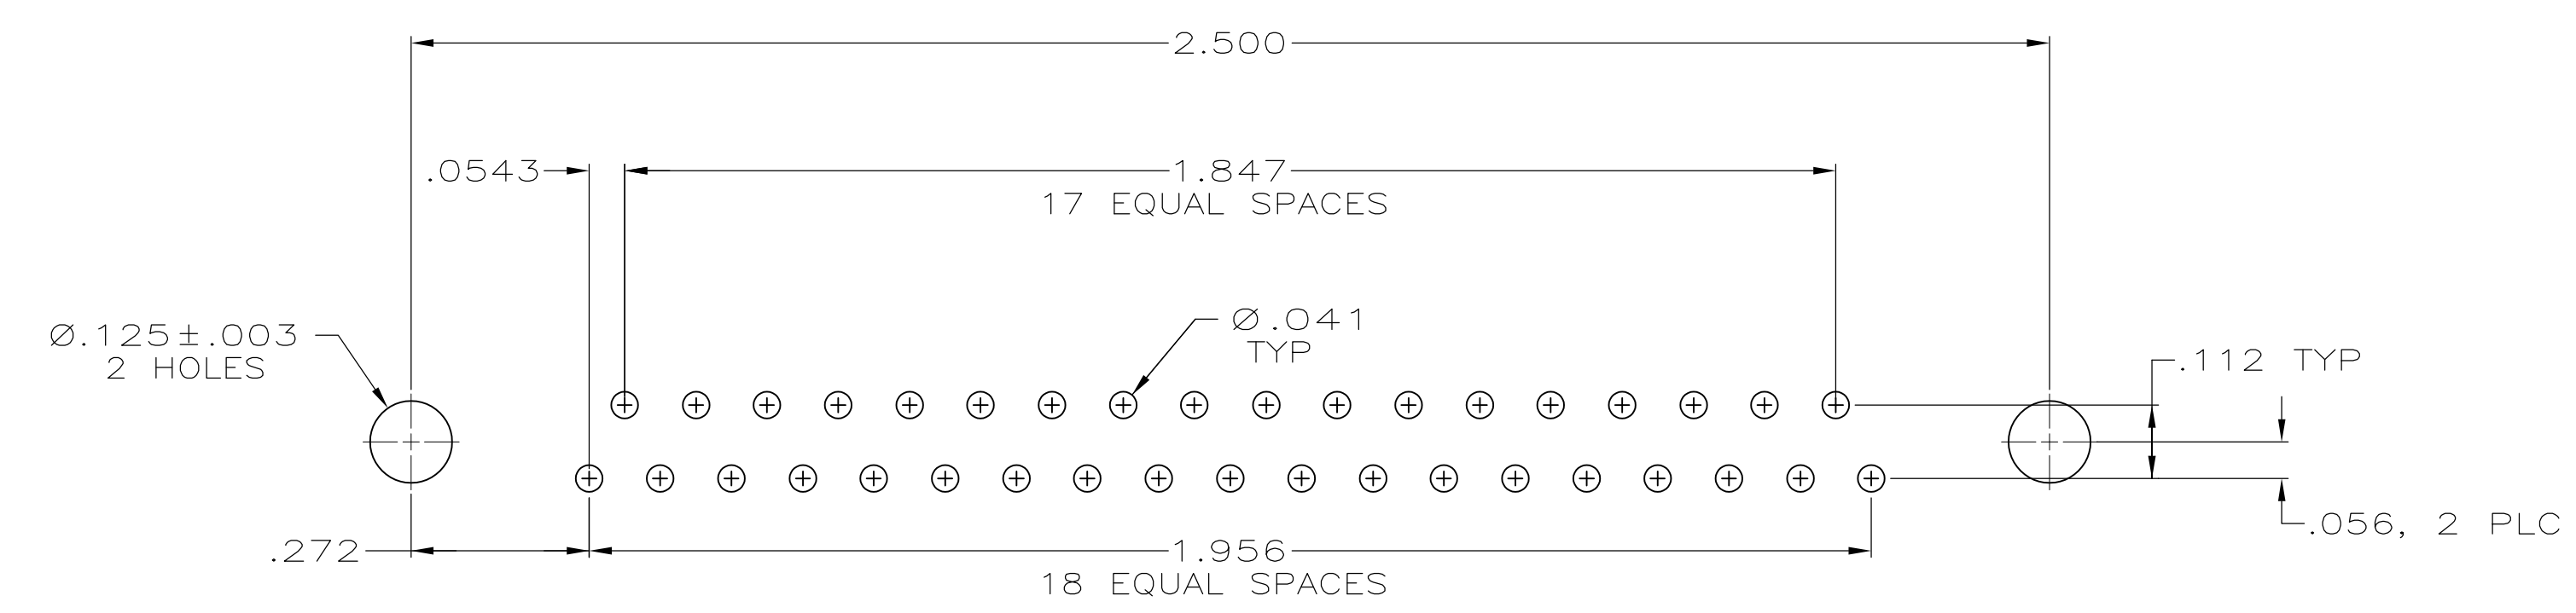 2.500
.0543
1.847
17 EQUAL SPACES
Ø.125±.003
2 HOLES
Ø.041
TYP
.112 TYP
.056, 2 PLC
.272
1.956
18 EQUAL SPACES